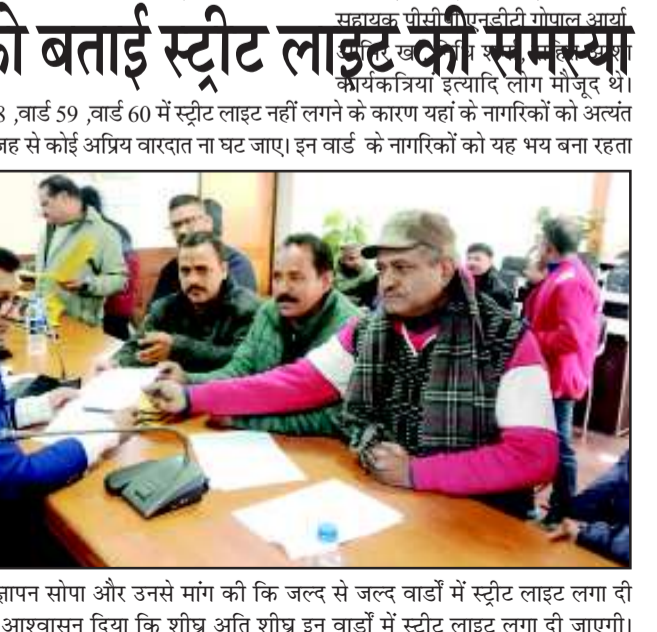 सहायक गोपाल आर्या
को बताई स्ट्रीट लाइट की समस्या
कार्यकत्रिया इत्यादि लोग मौजूद थे।
8 ,वार्ड 59 ,वार्ड 60 में स्ट्रीट लाइट नहीं लगने के कारण यहां के नागरिकों को अत्यंत
से कोई अप्रिय वारदात ना घट जाए। इन वार्ड के नागरिकों को यह भय बना रहता
सोपा और उनसे मांग की कि जल्द से जल्द वार्डों में स्ट्रीट लाइट लगा दी
आश्वासन दिया कि शीघ्र अति शीघ्र इन वार्डों में स्ट्रीट लाइट लगा दी जाएगी।